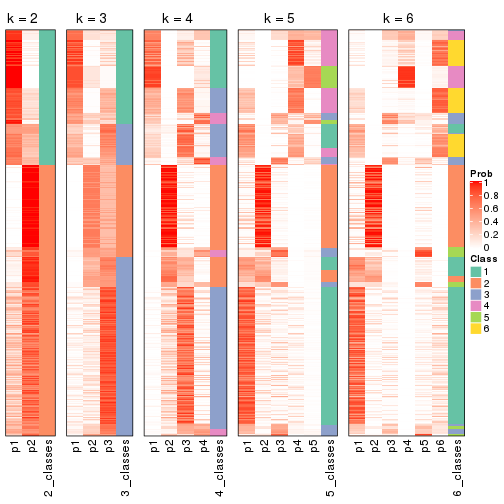 k = 2
k = 3
k = 4
k = 5
k = 6
p1
p2
2_classes
p1
p2
p3
3_classes
p1
p2
p3
p4
4_classes
p1
p2
p3
p4
p5
5_classes
p1
p2
p3
p4
p5
p6
6_classes
Prob
1
0.8
0.6
0.4
0.2
0
Class
1
2
3
4
5
6